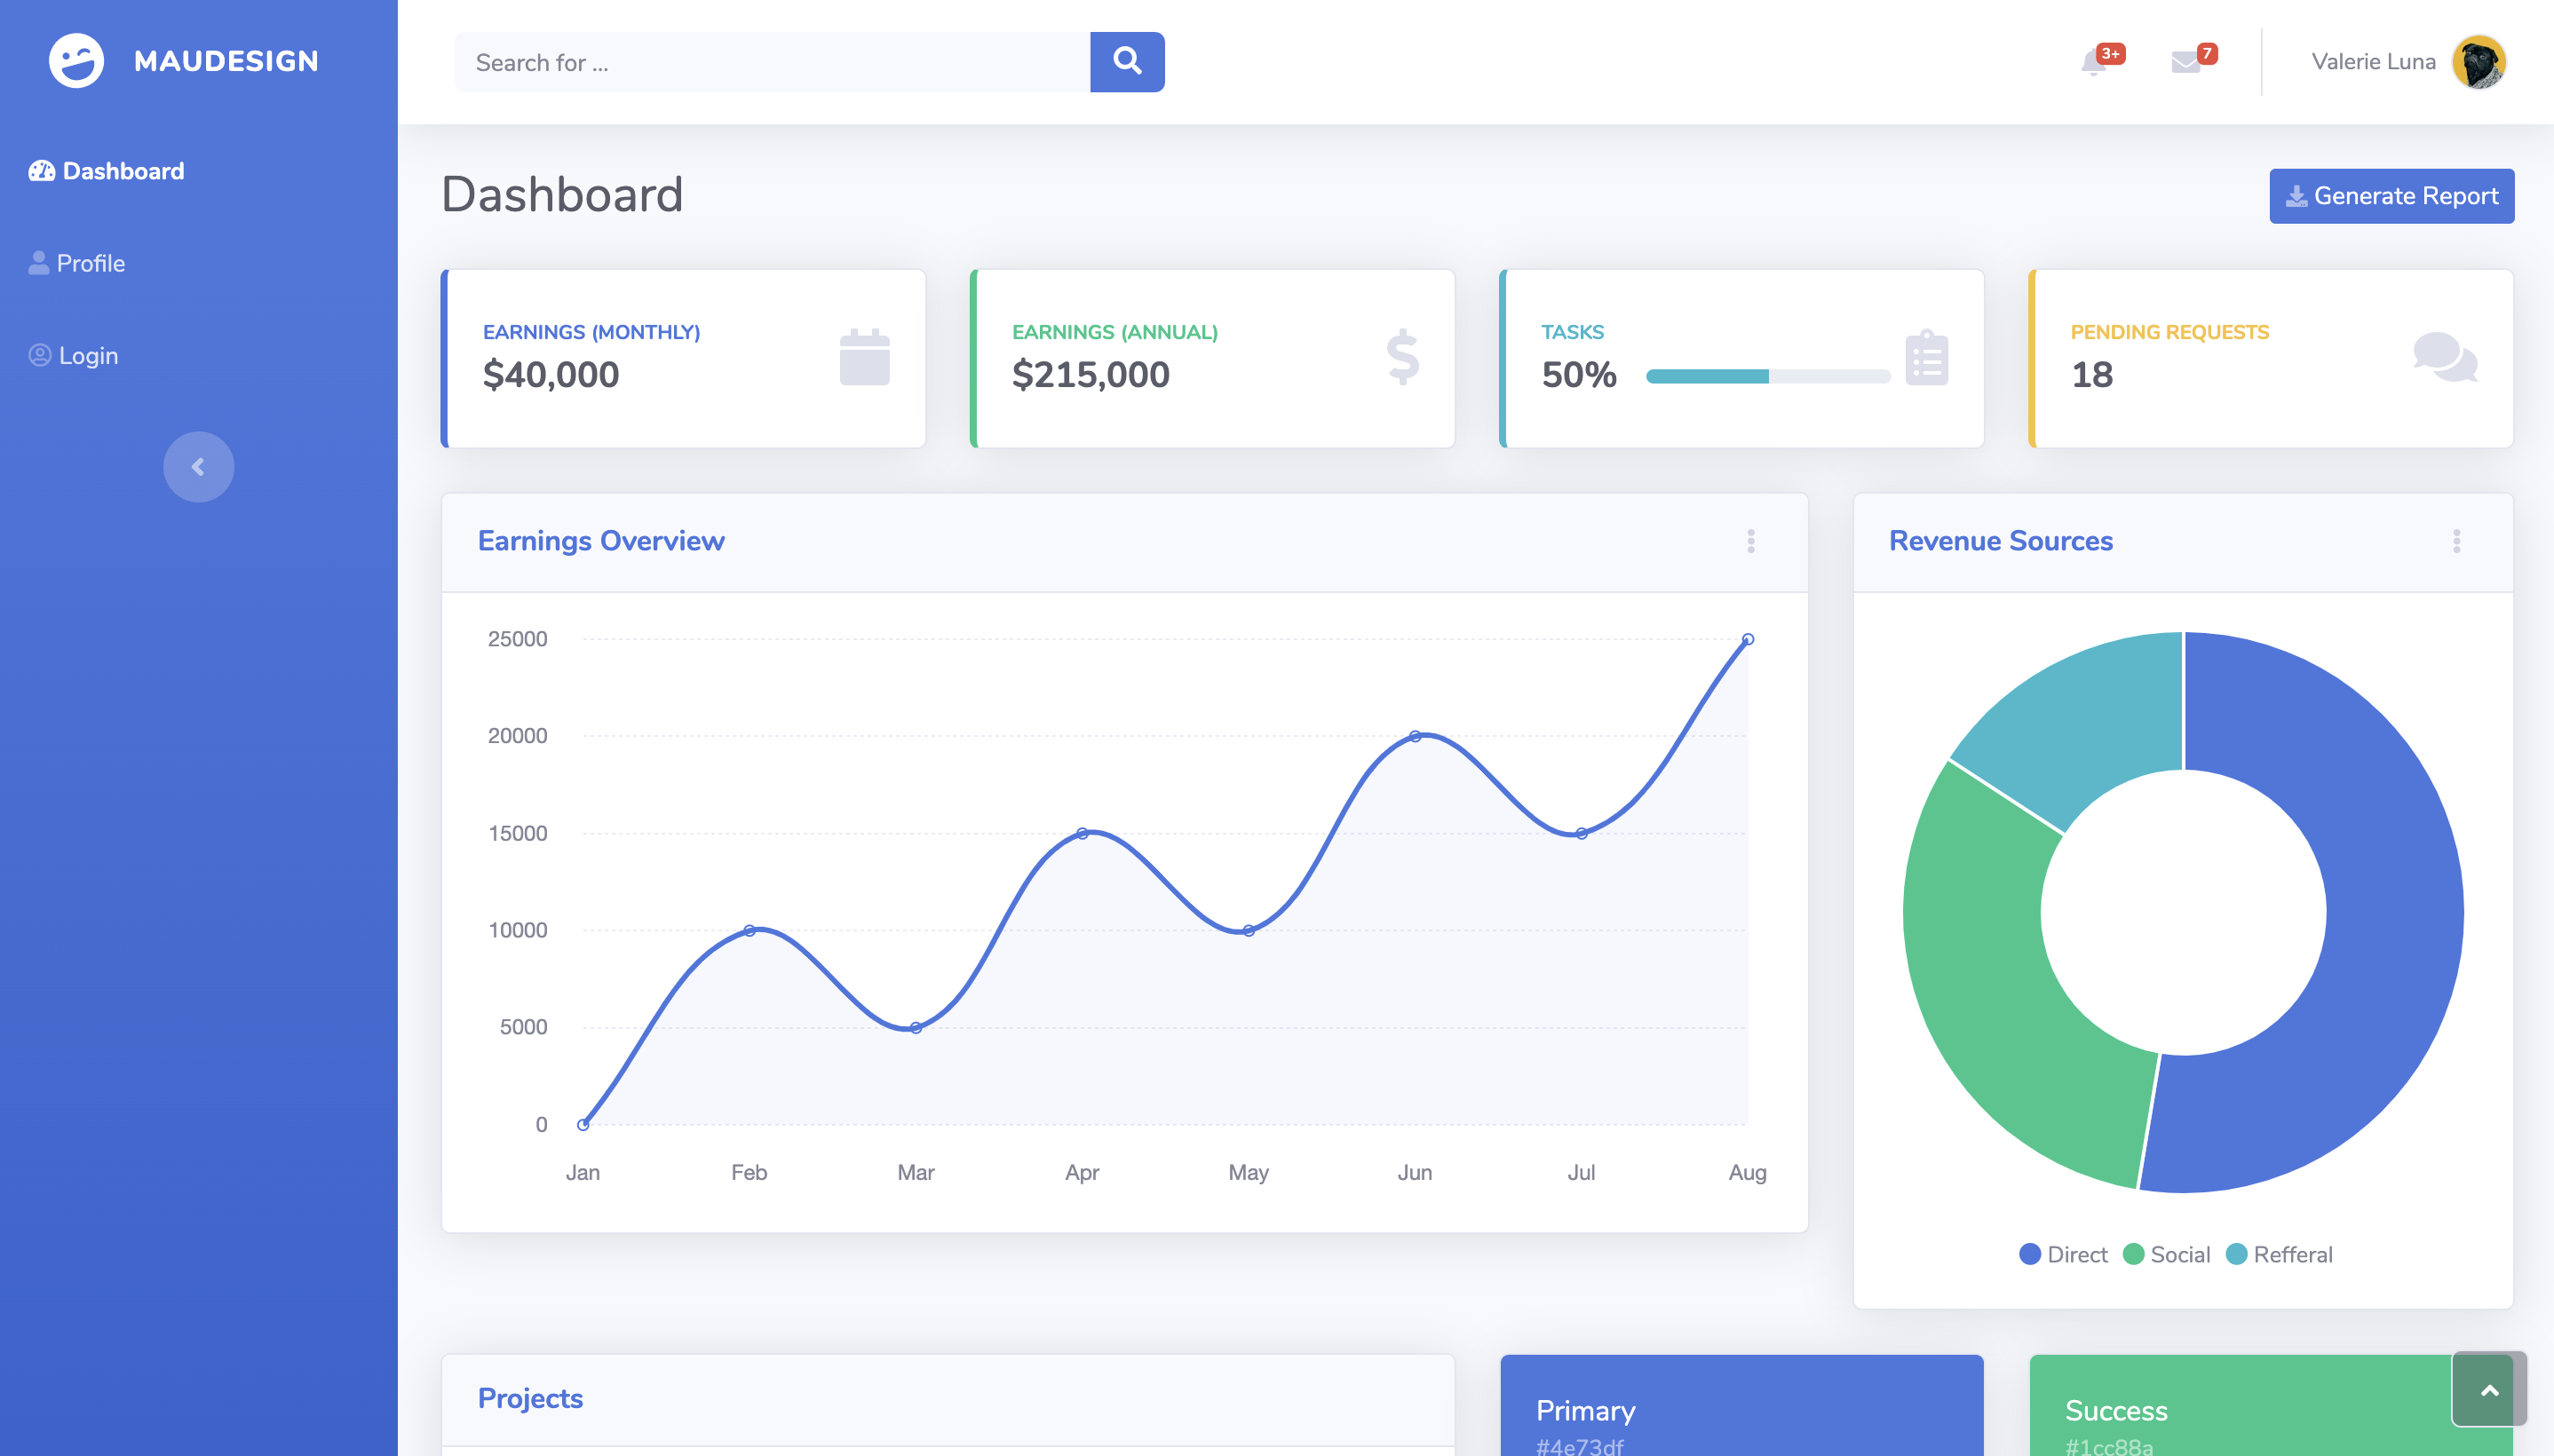 MAUDESIGN
Dashboard
Profile
Login
Search for ...
3+
7
Valerie Luna
Dashboard
Generate Report
EARNINGS (MONTHLY)
$40,000
EARNINGS (ANNUAL)
$215,000
TASKS
50%
PENDING REQUESTS
18
Earnings Overview
25000
20000
15000
10000
5000
0
Jan Feb Mar Apr May Jun Jul Aug
Revenue Sources
Direct Social Refferal
Projects
Primary
#4e73df
Success
#1cc88a